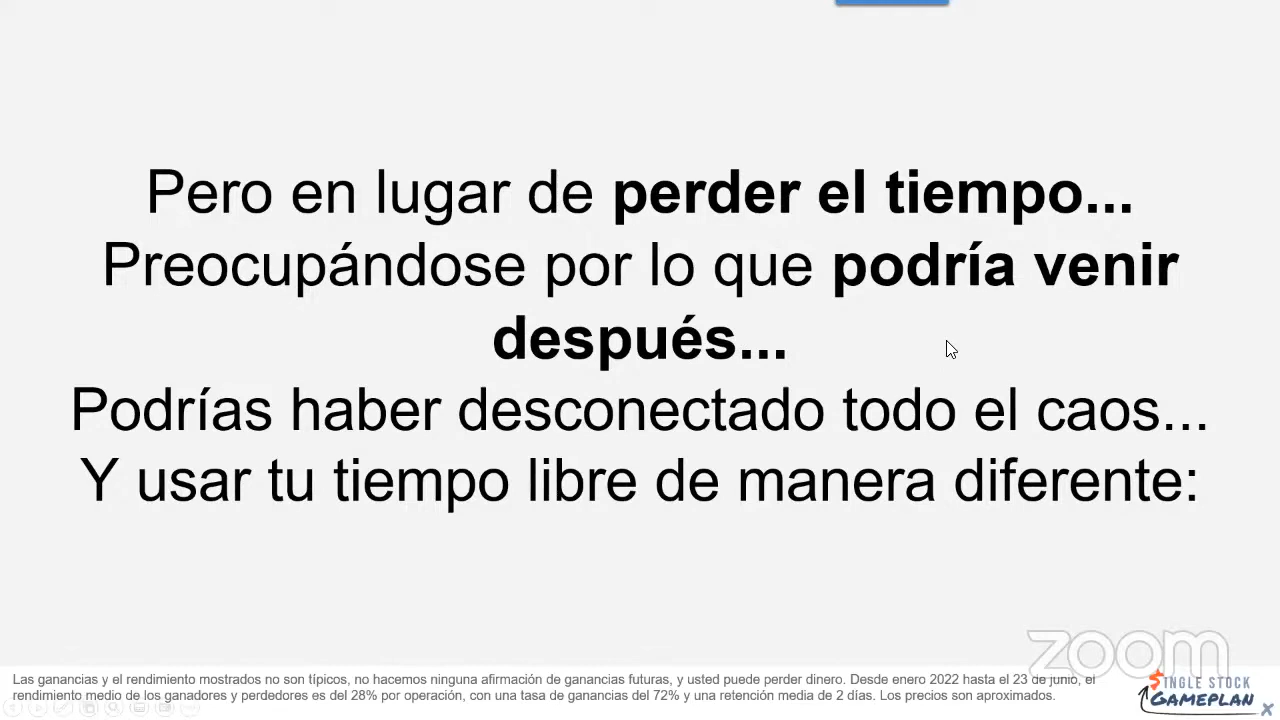 Pero en lugar de perder el tiempo...
Preocupándose por lo que podría venir
después...
Podrías haber desconectado todo el caos...
Y usar tu tiempo libre de manera diferente:
zoom
Las ganancias y el rendimiento mostrados no son típicos, no hacemos ninguna afirmación de ganancias futuras, y usted puede perder dinero. Desde enero 2022 hasta el 23 de junio, el
rendimiento medio de los ganadores y perdedores es del 28% por operación, con una tasa de ganancias del 72% y una retención media de 2 días. Los precios son aproximados.
SINGLE STOCK
GAMEPLAN